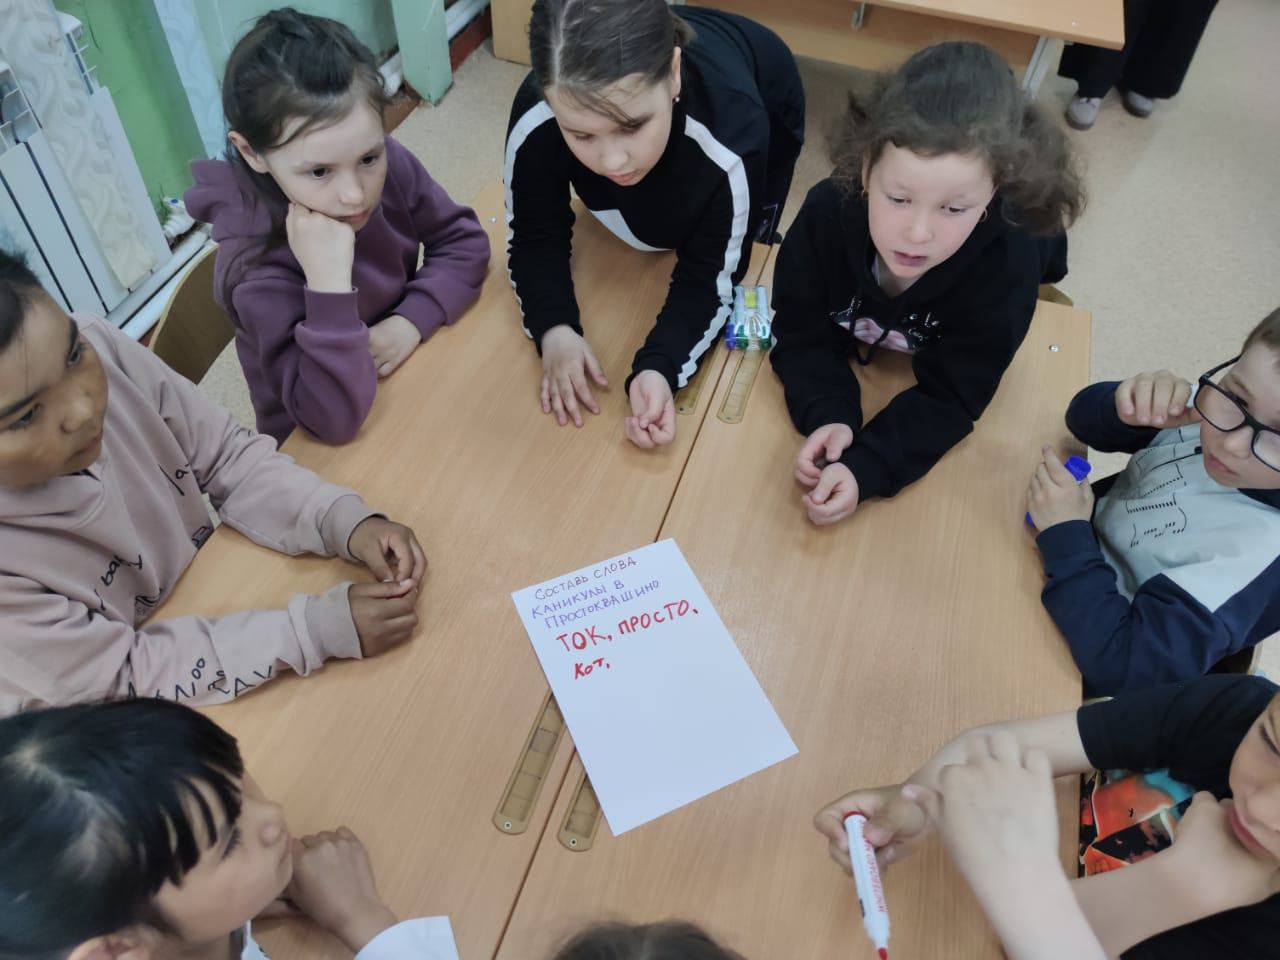 СОСТАВЬ СЛОВА
КАНИКУЛЫ В
ПРОСТОКВАШИНО
ТОК, ПРОСТО,
КОТ,